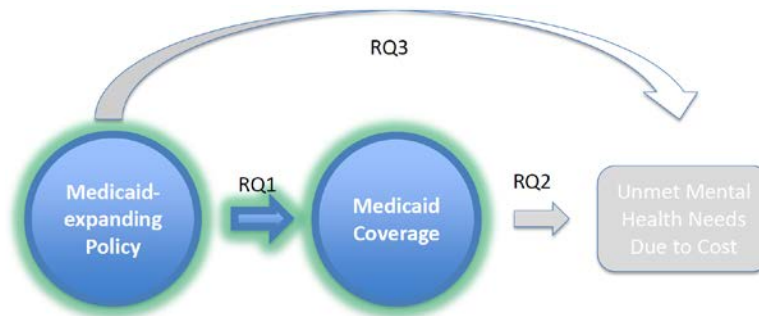 RQ3
Medicaid-
expanding
Policy
RQ1
Medicaid
Coverage
RQ2
Unmet Mental
Health Needs
Due to Cost